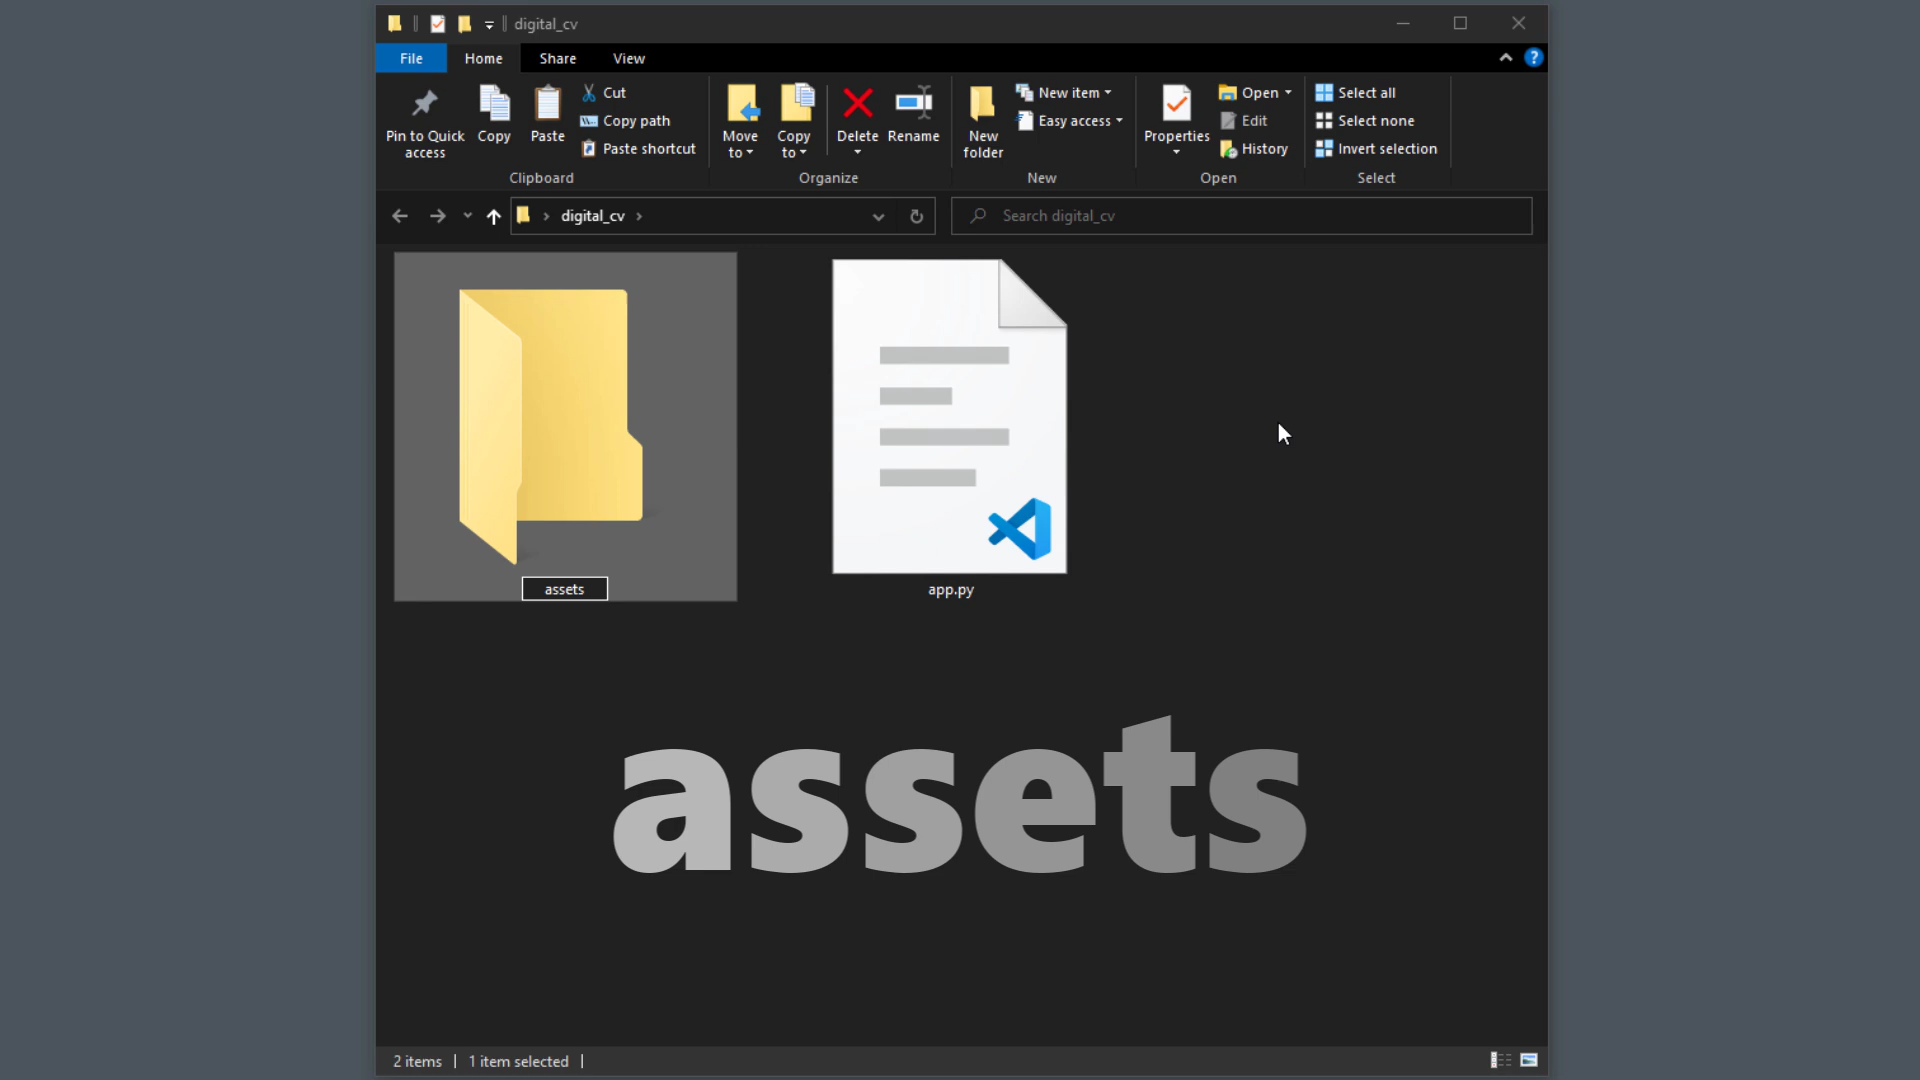 digital_cv
File Home Share View
Pin to Quick access
Copy
Paste
Cut
Copy path
Paste shortcut
Clipboard
Move to
Copy to
Delete
Rename
Organize
New folder
New item
Easy access
New
Properties
Open
Edit
History
Open
Select all
Select none
Invert selection
Select
digital_cv
Search digital_cv
assets
app.py
assets
2 items
1 item selected